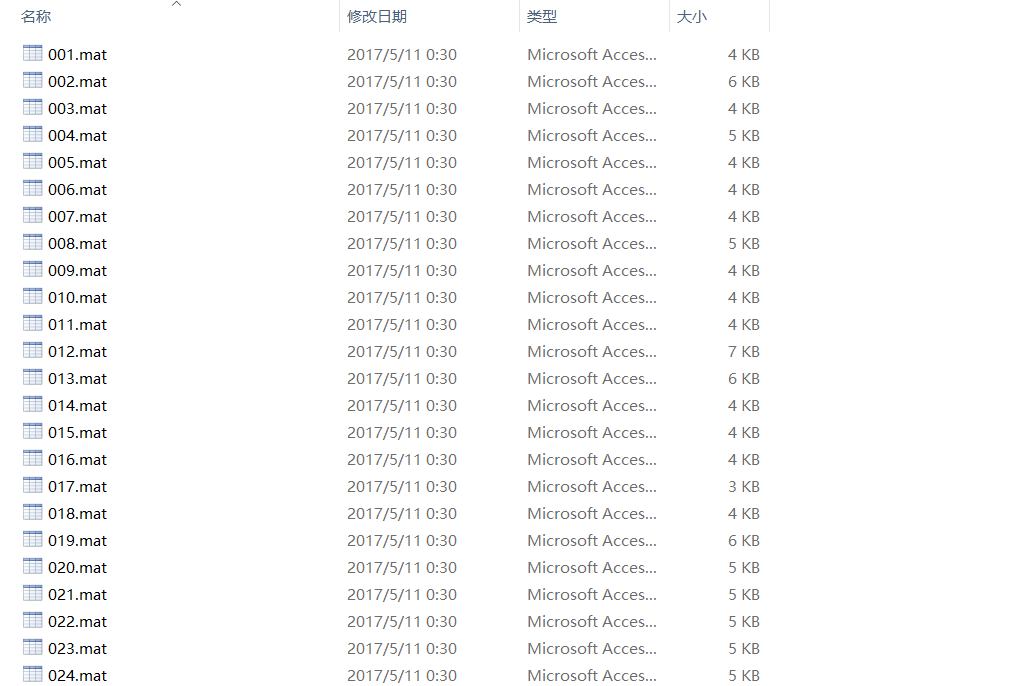 名称 修改日期 类型 大小
001.mat 2017/5/11 0:30 Microsoft Acces... 4 KB
002.mat 2017/5/11 0:30 Microsoft Acces... 6 KB
003.mat 2017/5/11 0:30 Microsoft Acces... 4 KB
004.mat 2017/5/11 0:30 Microsoft Acces... 5 KB
005.mat 2017/5/11 0:30 Microsoft Acces... 4 KB
006.mat 2017/5/11 0:30 Microsoft Acces... 4 KB
007.mat 2017/5/11 0:30 Microsoft Acces... 4 KB
008.mat 2017/5/11 0:30 Microsoft Acces... 5 KB
009.mat 2017/5/11 0:30 Microsoft Acces... 4 KB
010.mat 2017/5/11 0:30 Microsoft Acces... 4 KB
011.mat 2017/5/11 0:30 Microsoft Acces... 4 KB
012.mat 2017/5/11 0:30 Microsoft Acces... 7 KB
013.mat 2017/5/11 0:30 Microsoft Acces... 6 KB
014.mat 2017/5/11 0:30 Microsoft Acces... 4 KB
015.mat 2017/5/11 0:30 Microsoft Acces... 4 KB
016.mat 2017/5/11 0:30 Microsoft Acces... 4 KB
017.mat 2017/5/11 0:30 Microsoft Acces... 3 KB
018.mat 2017/5/11 0:30 Microsoft Acces... 4 KB
019.mat 2017/5/11 0:30 Microsoft Acces... 6 KB
020.mat 2017/5/11 0:30 Microsoft Acces... 5 KB
021.mat 2017/5/11 0:30 Microsoft Acces... 5 KB
022.mat 2017/5/11 0:30 Microsoft Acces... 5 KB
023.mat 2017/5/11 0:30 Microsoft Acces... 5 KB
024.mat 2017/5/11 0:30 Microsoft Acces... 5 KB